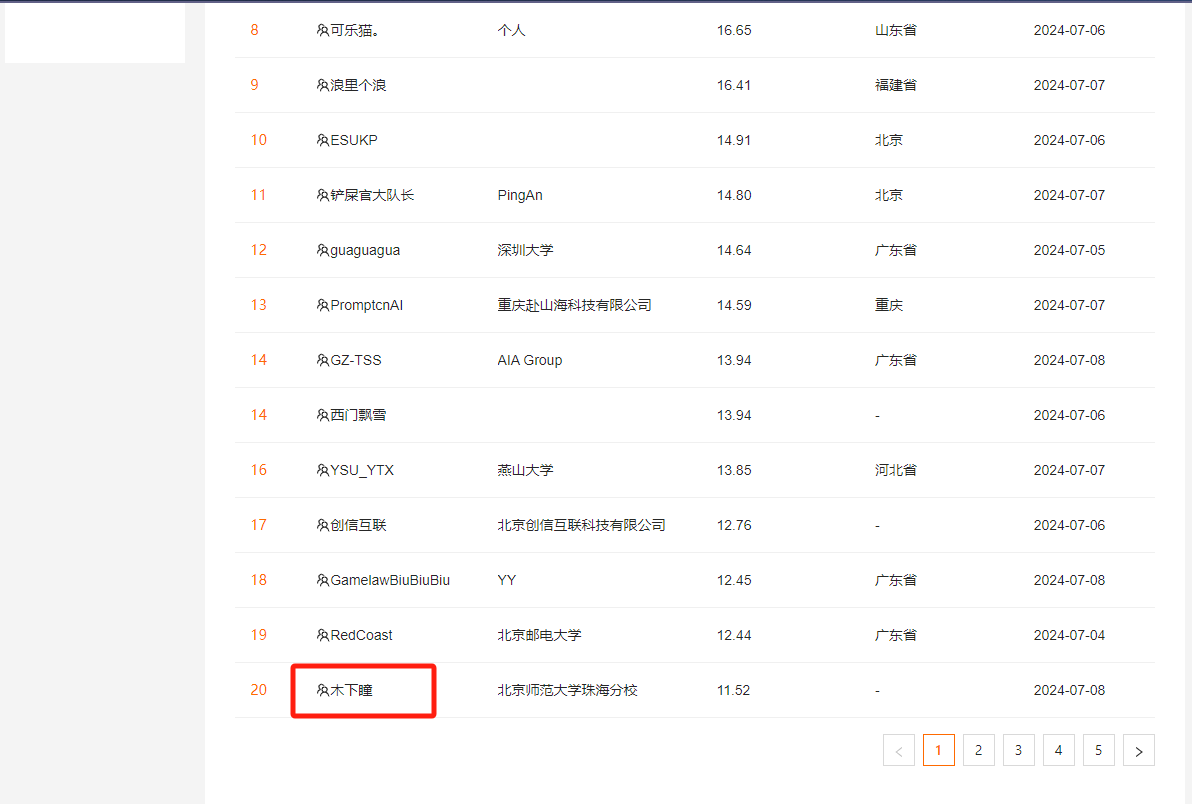 8 可乐猫。 个人 16.65 山东省 2024-07-06
9 浪里个浪 16.41 福建省 2024-07-07
10 ESUKP 14.91 北京 2024-07-06
11 铲屎官大队长 PingAn 14.80 北京 2024-07-07
12 guaguagua 深圳大学 14.64 广东省 2024-07-05
13 PromptcnAI 重庆赴山海科技有限公司 14.59 重庆 2024-07-07
14 GZ-TSS AIA Group 13.94 广东省 2024-07-08
14 西门飘雪 13.94 - 2024-07-06
16 YSU_YTX 燕山大学 13.85 河北省 2024-07-07
17 创信互联 北京创信互联科技有限公司 12.76 - 2024-07-06
18 GamelawBiuBiuBiu YY 12.45 广东省 2024-07-08
19 RedCoast 北京邮电大学 12.44 广东省 2024-07-04
20 木下瞳 北京师范大学珠海分校 11.52 - 2024-07-08
< 1 2 3 4 5 >